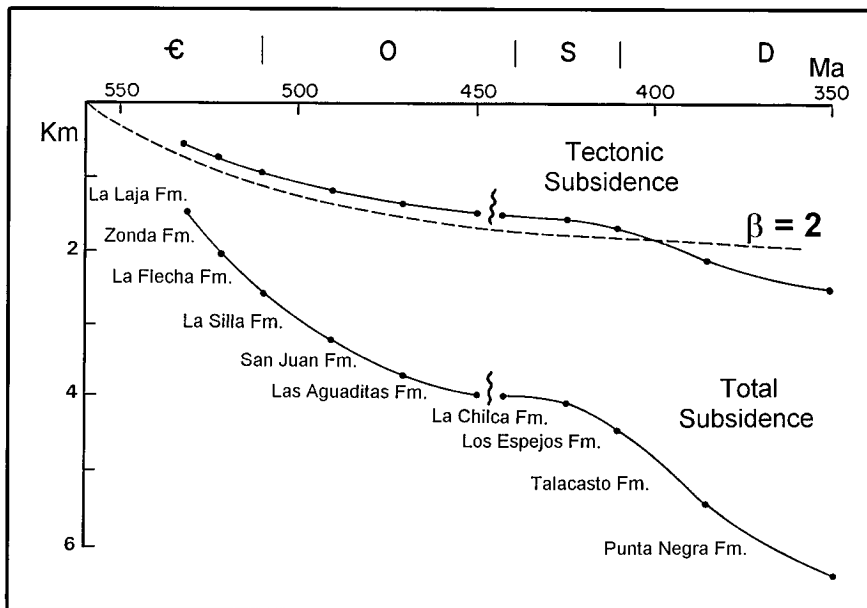 Ꞓ | O | S | D
Ma
550 500 450 400 350
Km
Tectonic
Subsidence
β = 2
La Laja Fm.
Zonda Fm.
2
La Flecha Fm.
La Silla Fm.
San Juan Fm.
Las Aguaditas Fm.
4
La Chilca Fm.
Total
Subsidence
Los Espejos Fm.
Talacasto Fm.
Punta Negra Fm.
6